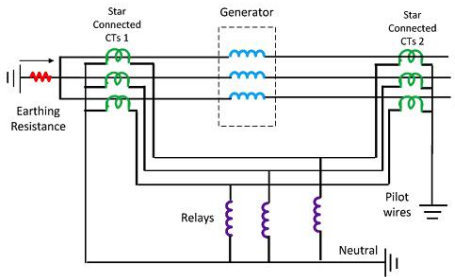 Star
Connected
CTs 1
Generator
Star
Connected
CTs 2
Earthing
Resistance
Relays
Pilot
wires
Neutral